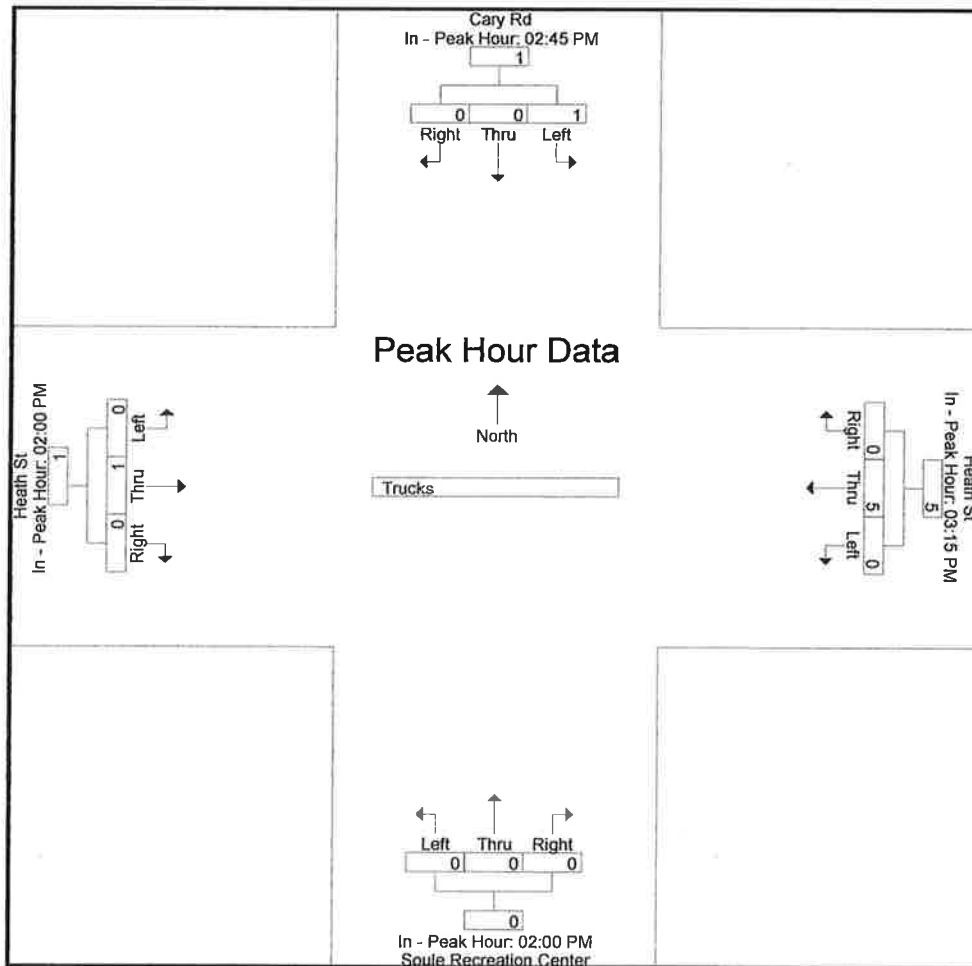 Cary Rd
In - Peak Hour: 02:45 PM
1
0 0 1
Right Thru Left
Peak Hour Data
North
Trucks
Heath St
In - Peak Hour: 02:00 PM
1
0 1 0
Left Thru Right
Heath St
In - Peak Hour: 03:15 PM
5
0 5 0
Right Thru Left
Left Thru Right
0 0 0
0
In - Peak Hour: 02:00 PM
Soule Recreation Center